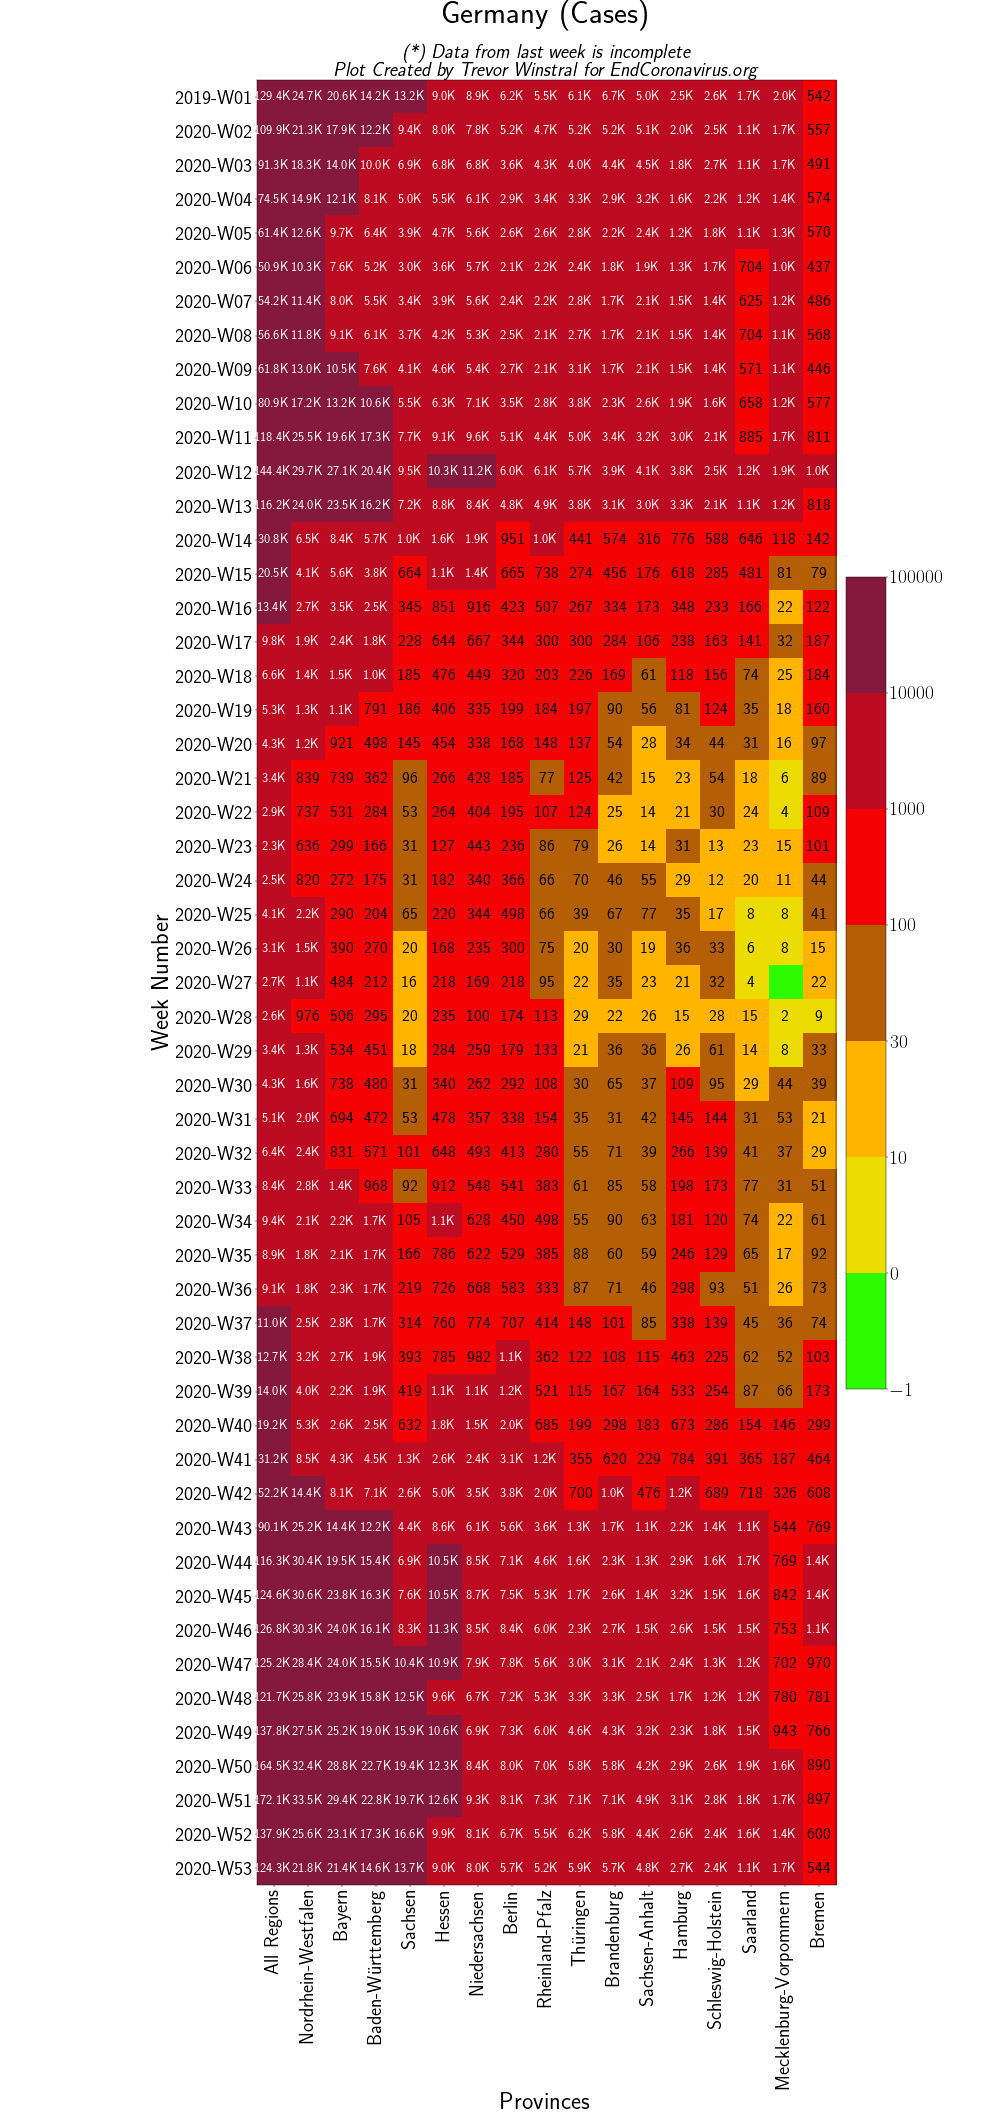 Germany (Cases)
(*) Data from last week is incomplete
Plot Created by Trevor Winstral for EndCoronavirus.org
2019-W01 129.4K 24.7K 20.6K 14.2K 13.2K 9.0K 8.9K 6.2K 5.5K 6.1K 6.7K 5.0K 2.5K 2.6K 1.7K 2.0K 542
2020-W02 109.9K 21.3K 17.9K 12.2K 9.4K 8.0K 7.8K 5.2K 4.7K 5.2K 5.2K 5.1K 2.0K 2.5K 1.1K 1.7K 557
2020-W03 91.3K 18.3K 14.0K 10.0K 6.9K 6.8K 6.8K 3.6K 4.3K 4.0K 4.4K 4.5K 1.8K 2.7K 1.1K 1.7K 491
2020-W04 74.5K 14.9K 12.1K 8.1K 5.0K 5.5K 6.1K 2.9K 3.4K 3.3K 2.9K 3.2K 1.6K 2.2K 1.2K 1.4K 574
2020-W05 61.4K 12.6K 9.7K 6.4K 3.9K 4.7K 5.6K 2.6K 2.6K 2.8K 2.2K 2.4K 1.2K 1.8K 1.1K 1.3K 570
2020-W06 50.9K 10.3K 7.6K 5.2K 3.0K 3.6K 5.7K 2.1K 2.2K 2.4K 1.8K 1.9K 1.3K 1.7K 704 1.0K 437
2020-W07 54.2K 11.4K 8.0K 5.5K 3.4K 3.9K 5.6K 2.4K 2.2K 2.8K 1.7K 2.1K 1.5K 1.4K 625 1.2K 486
2020-W08 56.6K 11.8K 9.1K 6.1K 3.7K 4.2K 5.3K 2.5K 2.1K 2.7K 1.7K 2.1K 1.5K 1.4K 704 1.1K 568
2020-W09 61.8K 13.0K 10.5K 7.6K 4.1K 4.6K 5.4K 2.7K 2.1K 3.1K 1.7K 2.1K 1.5K 1.4K 571 1.1K 446
2020-W10 80.9K 17.2K 13.2K 10.6K 5.5K 6.3K 7.1K 3.5K 2.8K 3.8K 2.3K 2.6K 1.9K 1.6K 658 1.2K 577
2020-W11 118.4K 25.5K 19.6K 17.3K 7.7K 9.1K 9.6K 5.1K 4.4K 5.0K 3.4K 3.2K 3.0K 2.1K 885 1.7K 811
2020-W12 144.4K 29.7K 27.1K 20.4K 9.5K 10.3K 11.2K 6.0K 6.1K 5.7K 3.9K 4.1K 3.8K 2.5K 1.2K 1.9K 1.0K
2020-W13 116.2K 24.0K 23.5K 16.2K 7.2K 8.8K 8.4K 4.8K 4.9K 3.8K 3.1K 3.0K 3.3K 2.1K 1.1K 1.2K 818
2020-W14 30.8K 6.5K 8.4K 5.7K 1.0K 1.6K 1.9K 951 1.0K 441 574 316 776 588 646 118 142
2020-W15 20.5K 4.1K 5.6K 3.8K 664 1.1K 1.4K 665 738 274 456 176 618 285 481 81 79
2020-W16 13.4K 2.7K 3.5K 2.5K 345 851 916 423 507 267 334 173 348 233 166 22 122
2020-W17 9.8K 1.9K 2.4K 1.8K 228 644 667 344 300 300 284 106 238 163 141 32 187
2020-W18 6.6K 1.4K 1.5K 1.0K 185 476 449 320 203 226 169 61 118 156 74 25 184
2020-W19 5.3K 1.3K 1.1K 791 186 406 335 199 184 197 90 56 81 124 35 18 160
2020-W20 4.3K 1.2K 921 498 145 454 338 168 148 137 54 28 34 44 31 16 97
2020-W21 3.4K 839 739 362 96 266 428 185 77 125 42 15 23 54 18 6 89
2020-W22 2.9K 737 531 284 53 264 404 195 107 124 25 14 21 30 24 4 109
2020-W23 2.3K 636 299 166 31 127 443 236 86 79 26 14 31 13 23 15 101
2020-W24 2.5K 820 272 175 31 182 340 366 66 70 46 55 29 12 20 11 44
2020-W25 4.1K 2.2K 290 204 65 220 344 498 66 39 67 77 35 17 8 8 41
2020-W26 3.1K 1.5K 390 270 20 168 235 300 75 20 30 19 36 33 6 8 15
2020-W27 2.7K 1.1K 484 212 16 218 169 218 95 22 35 23 21 32 4 22
2020-W28 2.6K 976 506 295 20 235 100 174 113 29 22 26 15 28 15 2 9
2020-W29 3.4K 1.3K 534 451 18 284 259 179 133 21 36 36 26 61 14 8 33
2020-W30 4.3K 1.6K 738 480 31 340 262 292 108 30 65 37 109 95 29 44 39
2020-W31 5.1K 2.0K 694 472 53 478 357 338 154 35 31 42 145 144 31 53 21
2020-W32 6.4K 2.4K 831 571 101 648 493 413 280 55 71 39 266 139 41 37 29
2020-W33 8.4K 2.8K 1.4K 968 92 912 548 541 383 61 85 58 198 173 77 31 51
2020-W34 9.4K 2.1K 2.2K 1.7K 105 1.1K 628 450 498 55 90 63 181 120 74 22 61
2020-W35 8.9K 1.8K 2.1K 1.7K 166 786 622 529 385 88 60 59 246 129 65 17 92
2020-W36 9.1K 1.8K 2.3K 1.7K 219 726 668 583 333 87 71 46 298 93 51 26 73
2020-W37 11.0K 2.5K 2.8K 1.7K 314 760 774 707 414 148 101 85 338 139 45 36 74
2020-W38 12.7K 3.2K 2.7K 1.9K 393 785 982 1.1K 362 122 108 115 463 225 62 52 103
2020-W39 14.0K 4.0K 2.2K 1.9K 419 1.1K 1.1K 1.2K 521 115 167 164 533 254 87 66 173
2020-W40 19.2K 5.3K 2.6K 2.5K 632 1.8K 1.5K 2.0K 685 199 298 183 673 286 154 146 299
2020-W41 31.2K 8.5K 4.3K 4.5K 1.3K 2.6K 2.4K 3.1K 1.2K 355 620 229 784 391 365 187 464
2020-W42 52.2K 14.4K 8.1K 7.1K 2.6K 5.0K 3.5K 3.8K 2.0K 700 1.0K 476 1.2K 689 718 326 608
2020-W43 90.1K 25.2K 14.4K 12.2K 4.4K 8.6K 6.1K 5.6K 3.6K 1.3K 1.7K 1.1K 2.2K 1.4K 1.1K 544 769
2020-W44 116.3K 30.4K 19.5K 15.4K 6.9K 10.5K 8.5K 7.1K 4.6K 1.6K 2.3K 1.3K 2.9K 1.6K 1.7K 769 1.4K
2020-W45 124.6K 30.6K 23.8K 16.3K 7.6K 10.5K 8.7K 7.5K 5.3K 1.7K 2.6K 1.4K 3.2K 1.5K 1.6K 842 1.4K
2020-W46 126.8K 30.3K 24.0K 16.1K 8.3K 11.3K 8.5K 8.4K 6.0K 2.3K 2.7K 1.5K 2.6K 1.5K 1.5K 753 1.1K
2020-W47 125.2K 28.4K 24.0K 15.5K 10.4K 10.9K 7.9K 7.8K 5.6K 3.0K 3.1K 2.1K 2.4K 1.3K 1.2K 702 970
2020-W48 121.7K 25.8K 23.9K 15.8K 12.5K 9.6K 6.7K 7.2K 5.3K 3.3K 3.3K 2.5K 1.7K 1.2K 1.2K 780 781
2020-W49 137.8K 27.5K 25.2K 19.0K 15.9K 10.6K 6.9K 7.3K 6.0K 4.6K 4.3K 3.2K 2.3K 1.8K 1.5K 943 766
2020-W50 164.5K 32.4K 28.8K 22.7K 19.4K 12.3K 8.4K 8.0K 7.0K 5.8K 5.8K 4.2K 2.9K 2.6K 1.9K 1.6K 890
2020-W51 172.1K 33.5K 29.4K 22.8K 19.7K 12.6K 9.3K 8.1K 7.3K 7.1K 7.1K 4.9K 3.1K 2.8K 1.8K 1.7K 897
2020-W52 137.9K 25.6K 23.1K 17.3K 16.6K 9.9K 8.1K 6.7K 5.5K 6.2K 5.8K 4.4K 2.6K 2.4K 1.6K 1.4K 600
2020-W53 124.3K 21.8K 21.4K 14.6K 13.7K 9.0K 8.0K 5.7K 5.2K 5.9K 5.7K 4.8K 2.7K 2.4K 1.1K 1.7K 544
Week Number
All Regions
Nordrhein-Westfalen
Bayern
Baden-Württemberg
Sachsen
Hessen
Niedersachsen
Berlin
Rheinland-Pfalz
Thüringen
Brandenburg
Sachsen-Anhalt
Hamburg
Schleswig-Holstein
Saarland
Mecklenburg-Vorpommern
Bremen
Provinces
100000
10000
1000
100
30
10
0
−1